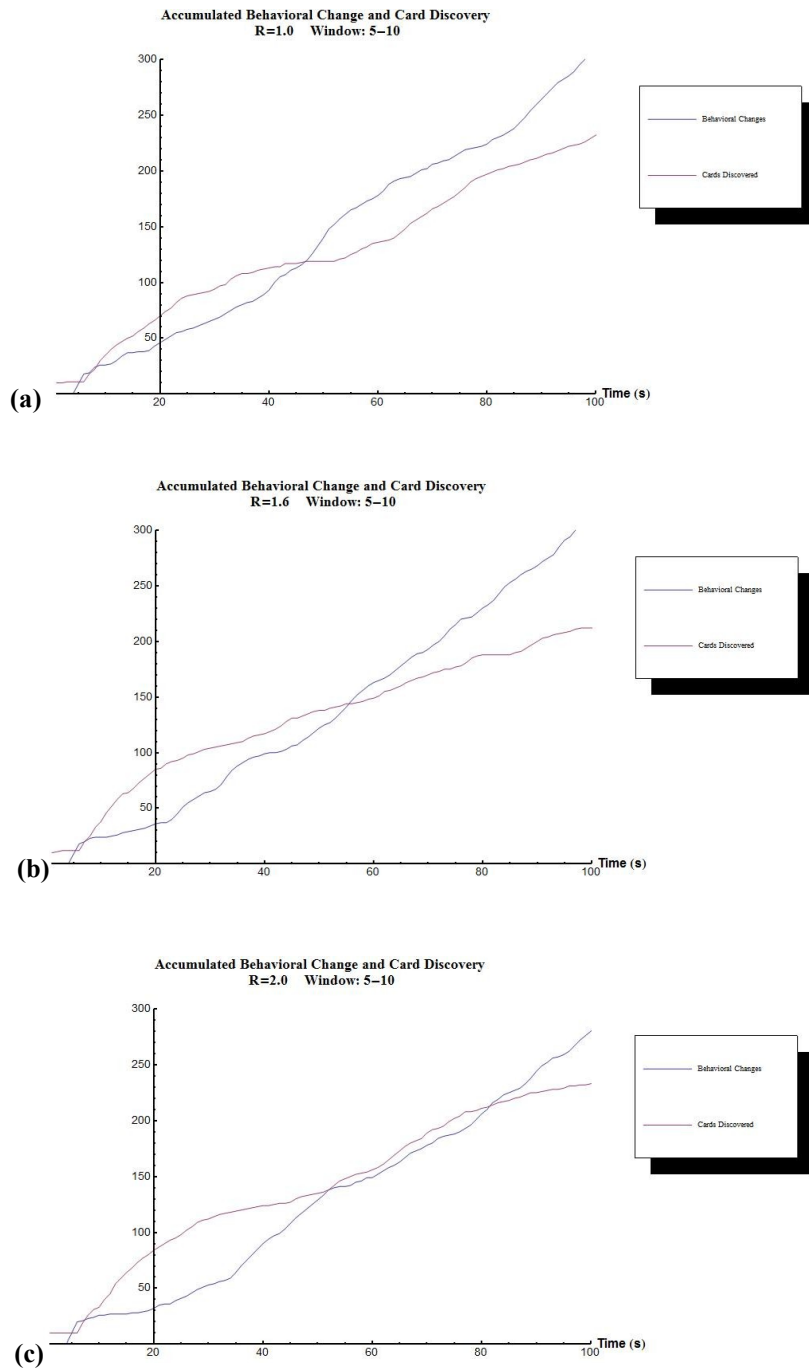 Accumulated Behavioral Change and Card Discovery
R=1.0 Window: 5–10
300
250
200
150
100
50
20
40
60
80
100
Time (s)
Behavioral Changes
Cards Discovered
(a)
Accumulated Behavioral Change and Card Discovery
R=1.6 Window: 5–10
300
250
200
150
100
50
20
40
60
80
100
Time (s)
Behavioral Changes
Cards Discovered
(b)
Accumulated Behavioral Change and Card Discovery
R=2.0 Window: 5–10
300
250
200
150
100
50
20
40
60
80
100
Time (s)
Behavioral Changes
Cards Discovered
(c)